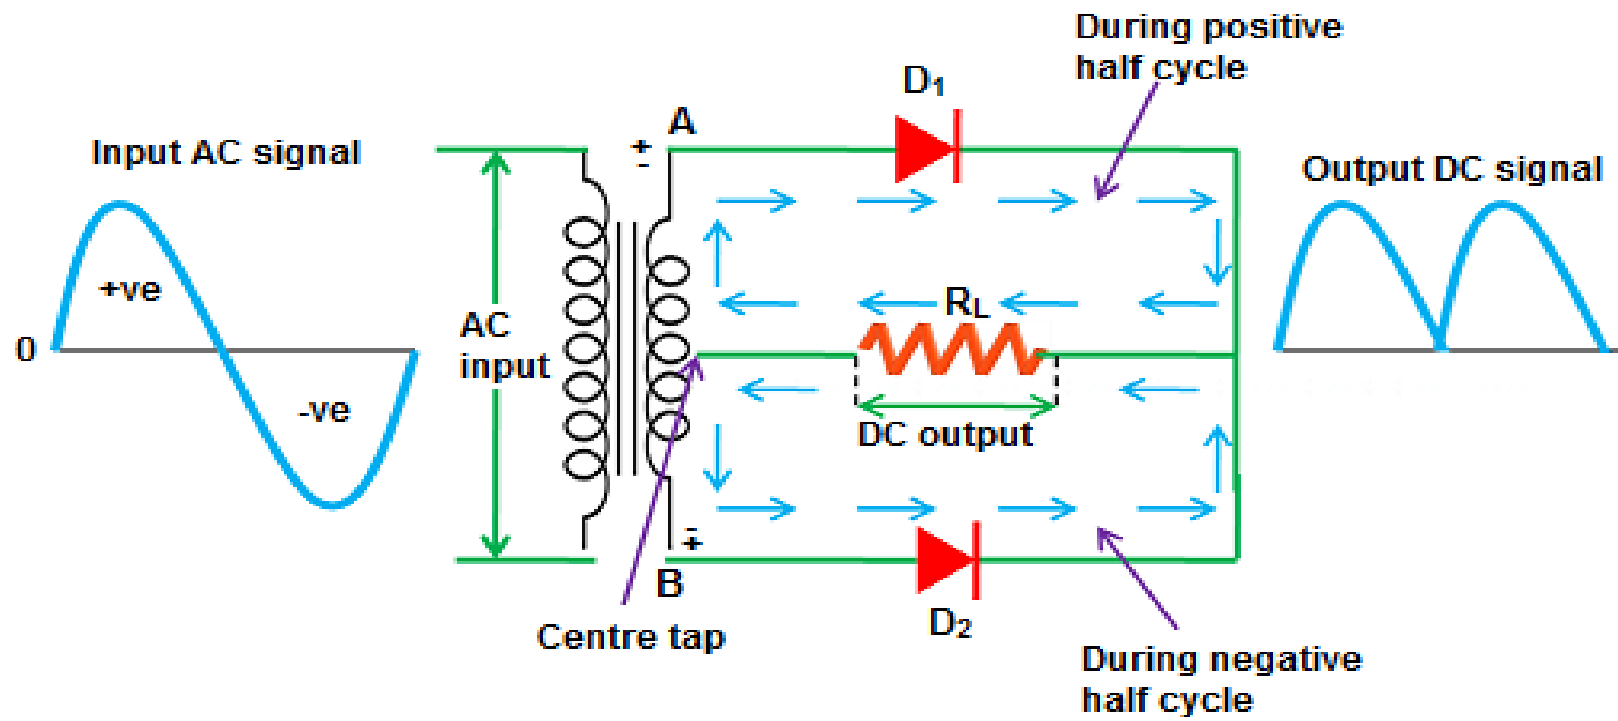 During positive
half cycle
D1
A
+
-
Input AC signal
Output DC signal
+ve
0
AC
input
RL
-ve
DC output
-
+
B
D2
Centre tap
During negative
half cycle